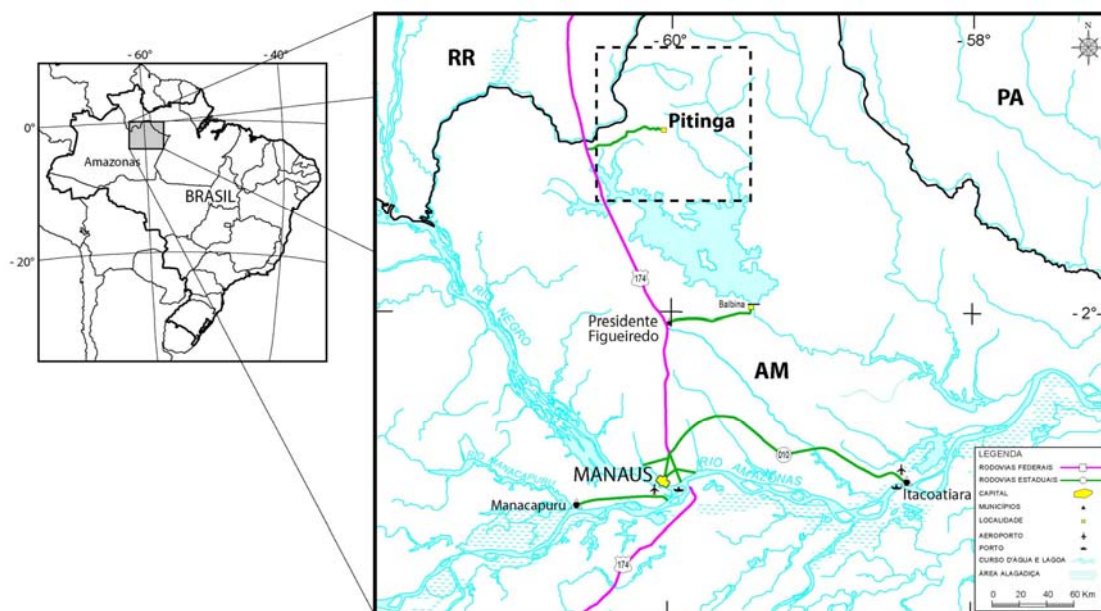 - 60°
- 40°
0°
- 20°
Amazonas
BRASIL
- 60°
- 58°
- 2°
N
RR
PA
Pitinga
174
RIO NEGRO
Balbina
Presidente
Figueiredo
AM
010
MANAUS
RIO AMAZONAS
RIO MANACAPURU
Manacapuru
Itacoatiara
174
LEGENDA
RODOVIAS FEDERAIS
RODOVIAS ESTADUAIS
CAPITAL
MUNICÍPIOS
LOCALIDADE
AEROPORTO
PORTO
CURSO D'ÁGUA E LAGOA
ÁREA ALAGADIÇA
0 20 40 60 Km